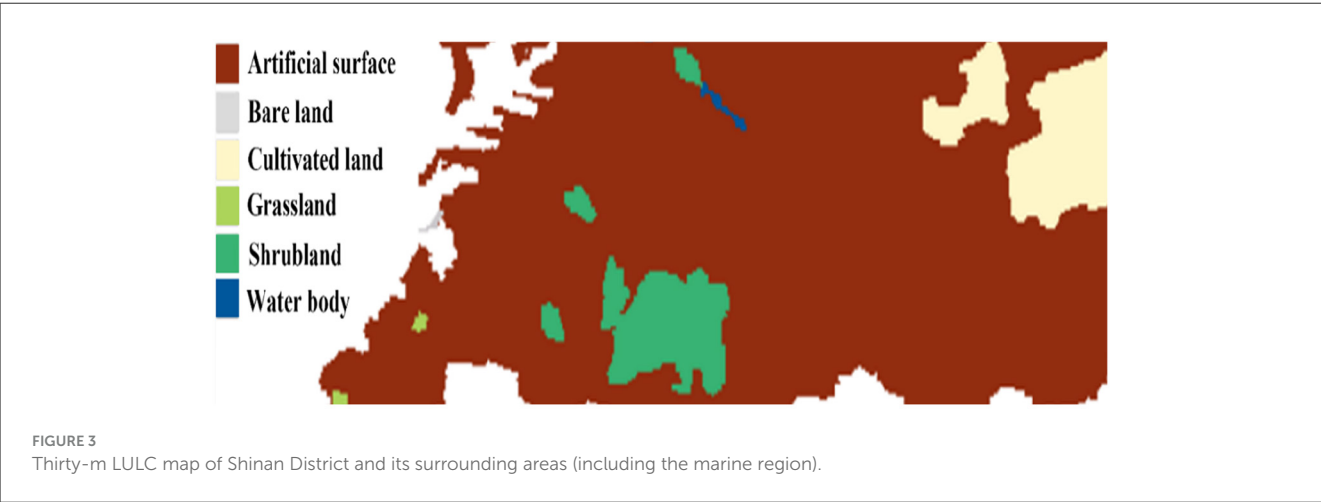 Artificial surface
Bare land
Cultivated land
Grassland
Shrubland
Water body
FIGURE 3
Thirty-m LULC map of Shinan District and its surrounding areas (including the marine region).